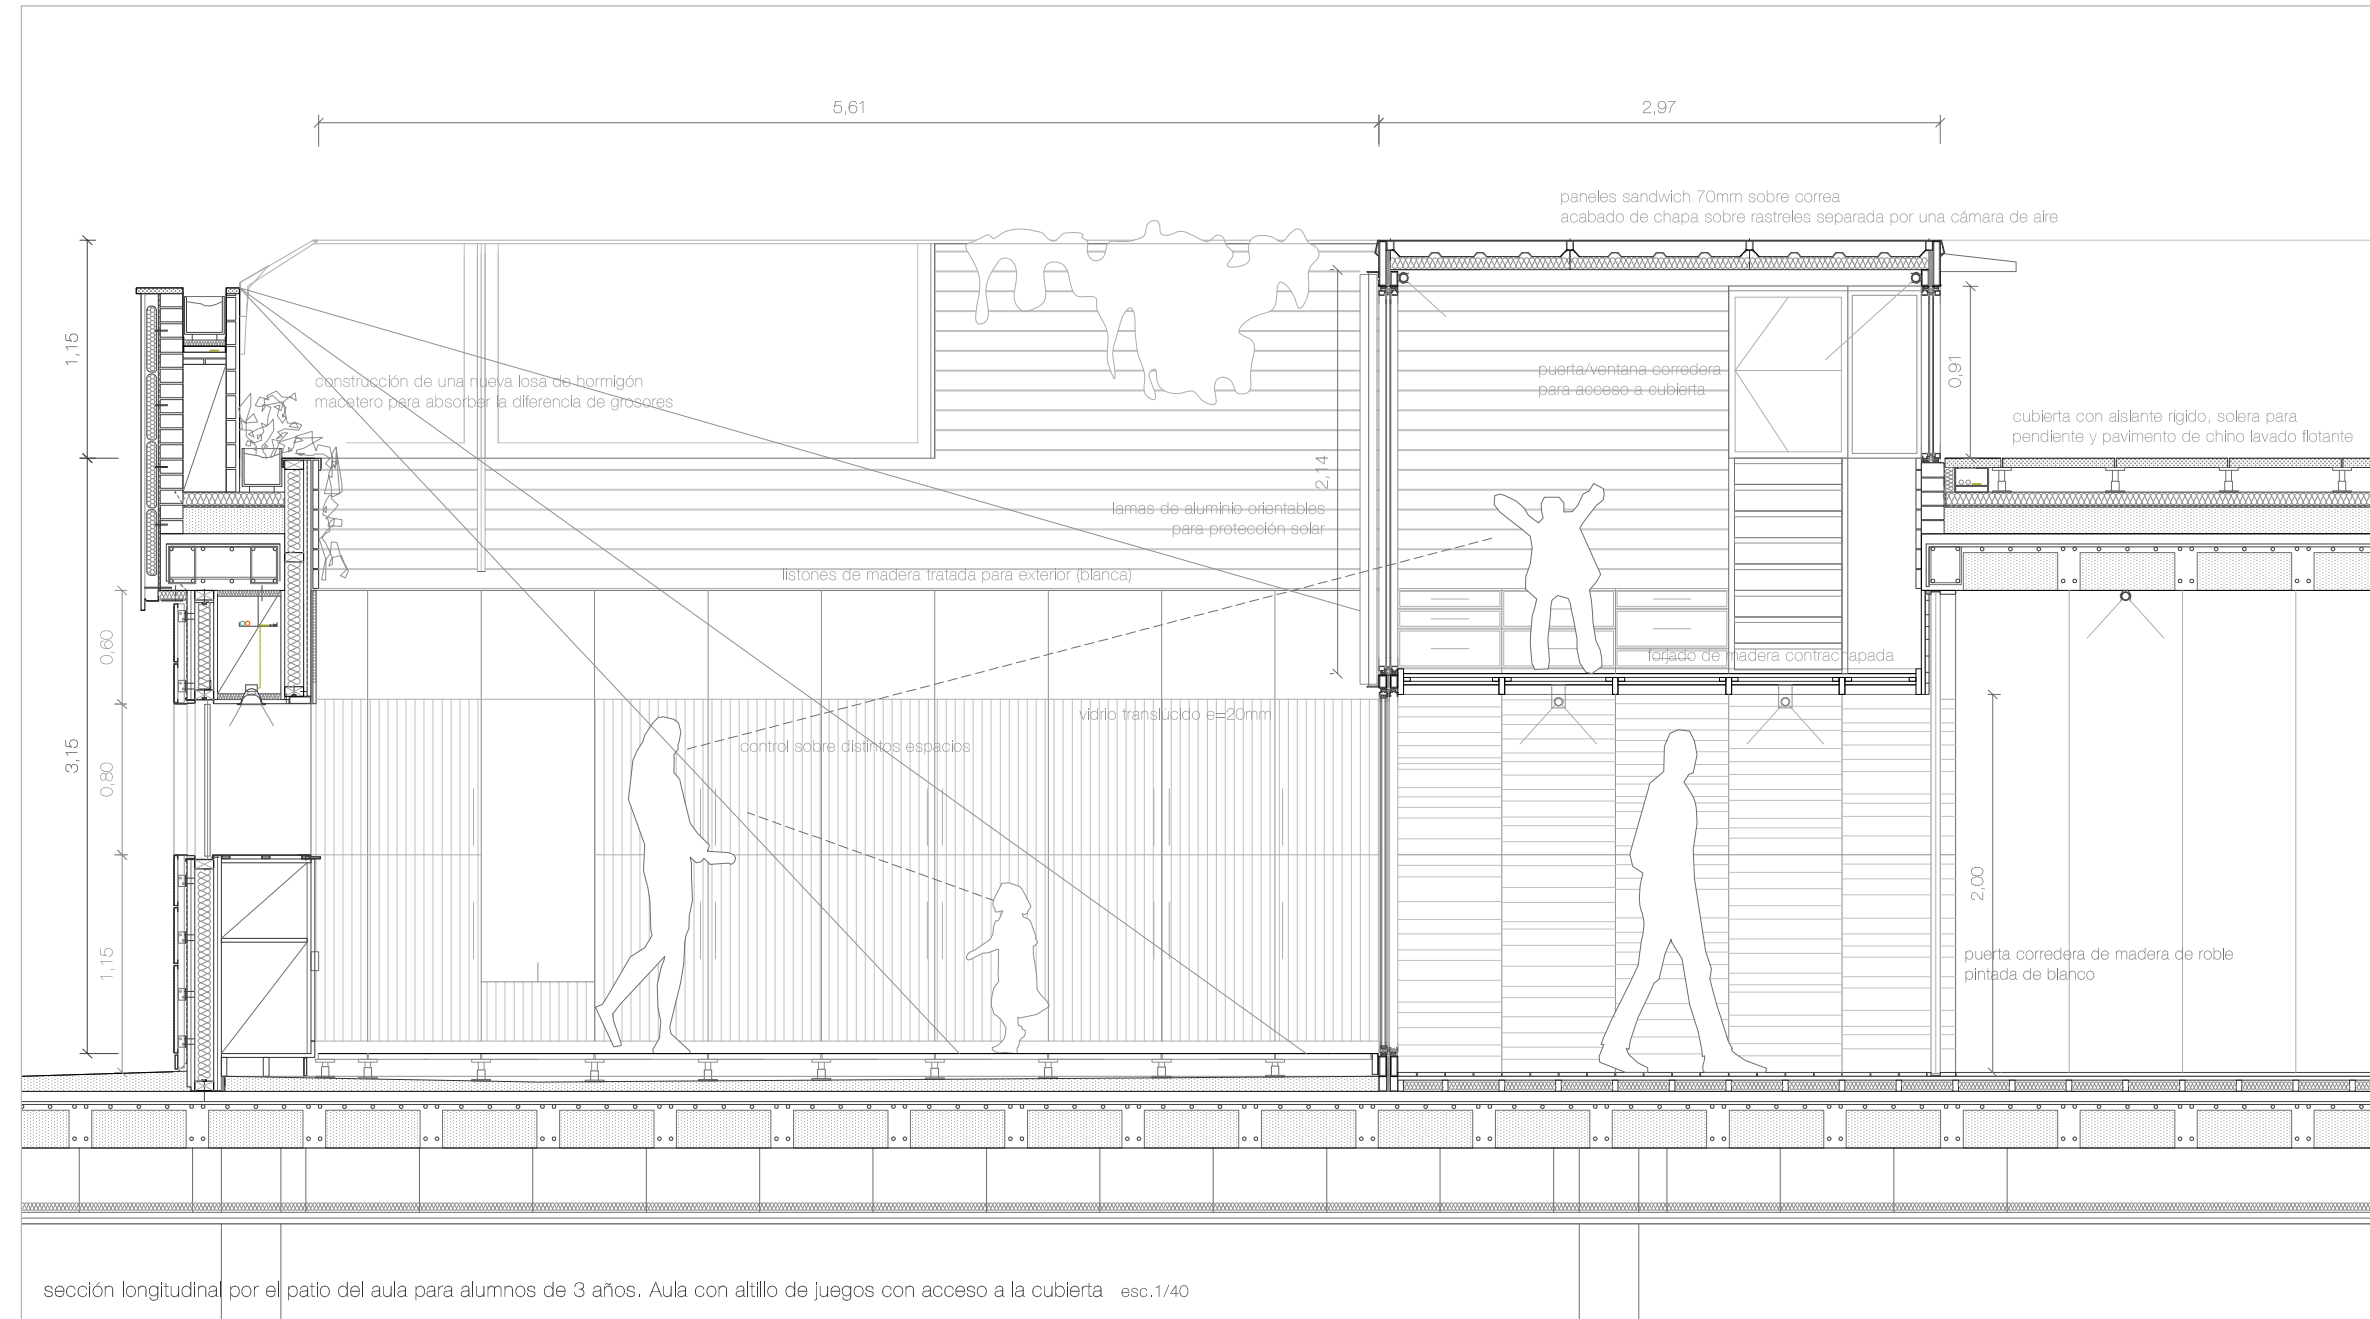 5,61
2,97
paneles sandwich 70mm sobre correa
acabado de chapa sobre rastreles separada por una cámara de aire
1,15
construcción de una nueva losa de hormigón
macetero para absorber la diferencia de grosores
puerta/ventana corredera
para acceso a cubierta
0,91
cubierta con aislante rígido, solera para
pendiente y pavimento de chino lavado flotante
2,14
lamas de aluminio orientables
para protección solar
listones de madera tratada para exterior (blanca)
0,60
forjado de madera contrachapada
vidrio translúcido e=20mm
control sobre distintos espacios
3,15
0,80
2,00
1,15
puerta corredera de madera de roble
pintada de blanco
sección longitudinal por el patio del aula para alumnos de 3 años. Aula con altillo de juegos con acceso a la cubierta esc.1/40